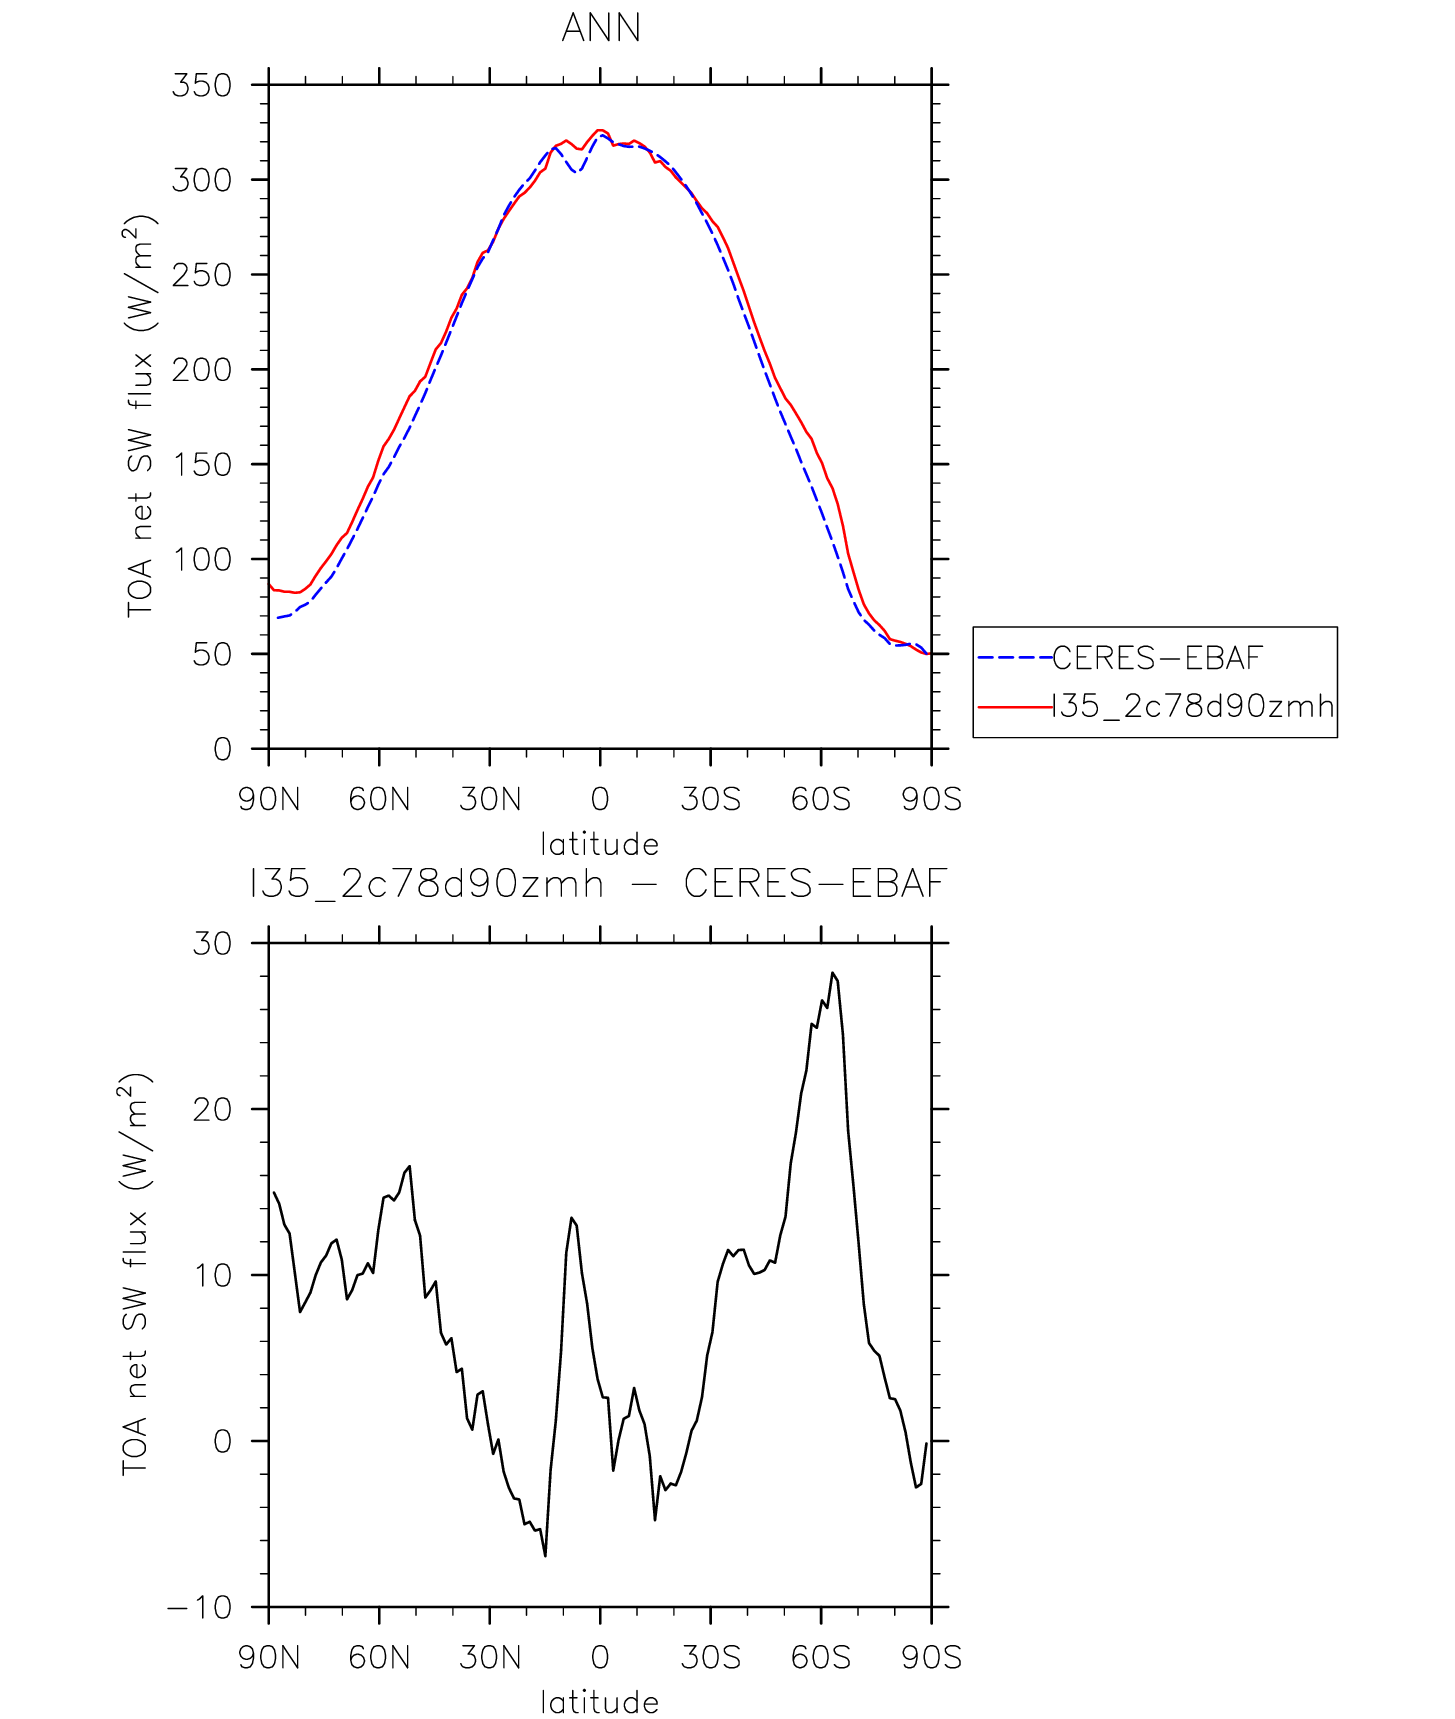 ANN
350
300
250
200
150
100
50
0
TOA net SW flux (W/m²)
90N 60N 30N 0 30S 60S 90S
latitude
CERES-EBAF
I35_2c78d90zmh
I35_2c78d90zmh - CERES-EBAF
30
20
10
0
-10
TOA net SW flux (W/m²)
90N 60N 30N 0 30S 60S 90S
latitude